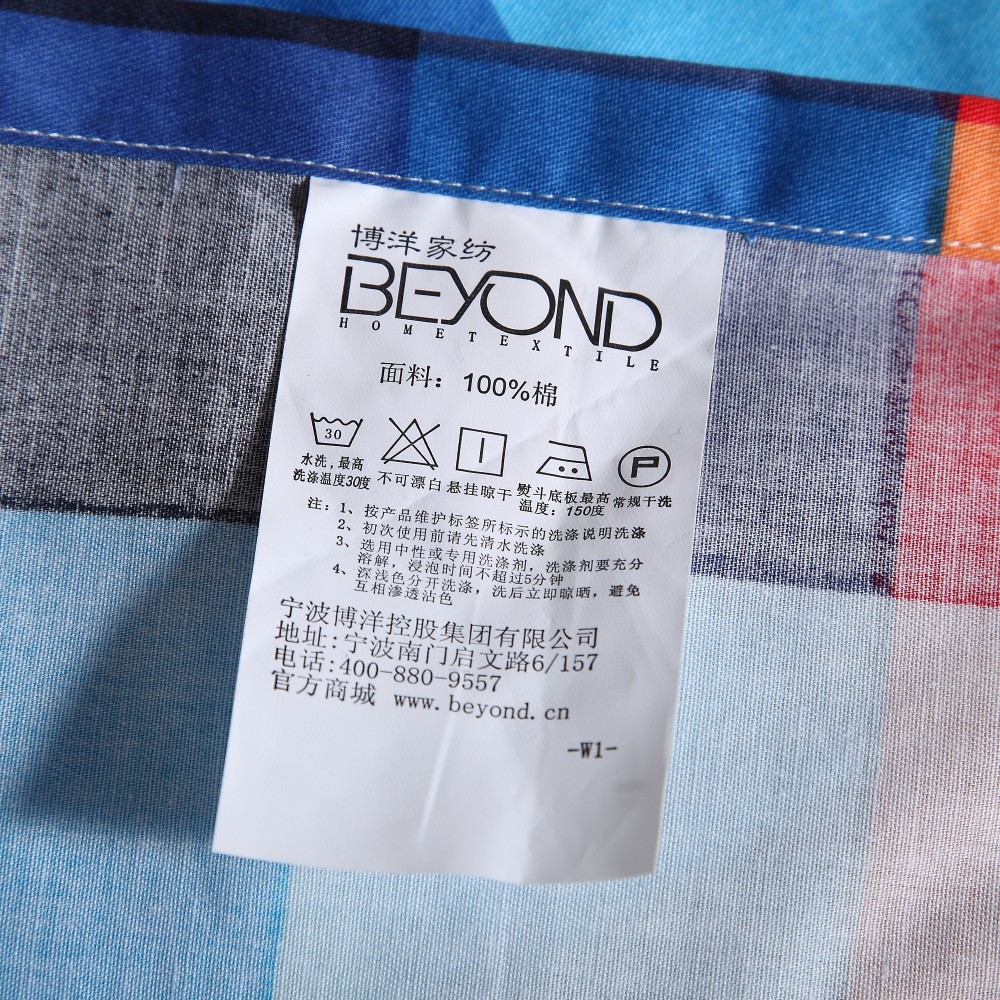 博洋家纺
BEYOND
HOMETEXTILE
面料：100%棉
30
P
水洗，最高
洗涤温度30度
不可漂白
悬挂晾干
熨斗底板最高
温度：150度
常规干洗
注：1、按产品维护标签所标示的洗涤说明洗涤
2、初次使用前请先清水洗涤
3、选用中性或专用洗涤剂，洗涤剂要充分
溶解，浸泡时间不超过5分钟
4、深浅色分开洗涤，洗后立即晾晒，避免
互相渗透沾色
宁波博洋控股集团有限公司
地址：宁波南门启文路6/157
电话:400-880-9557
官方商城 www.beyond.cn
-W1-